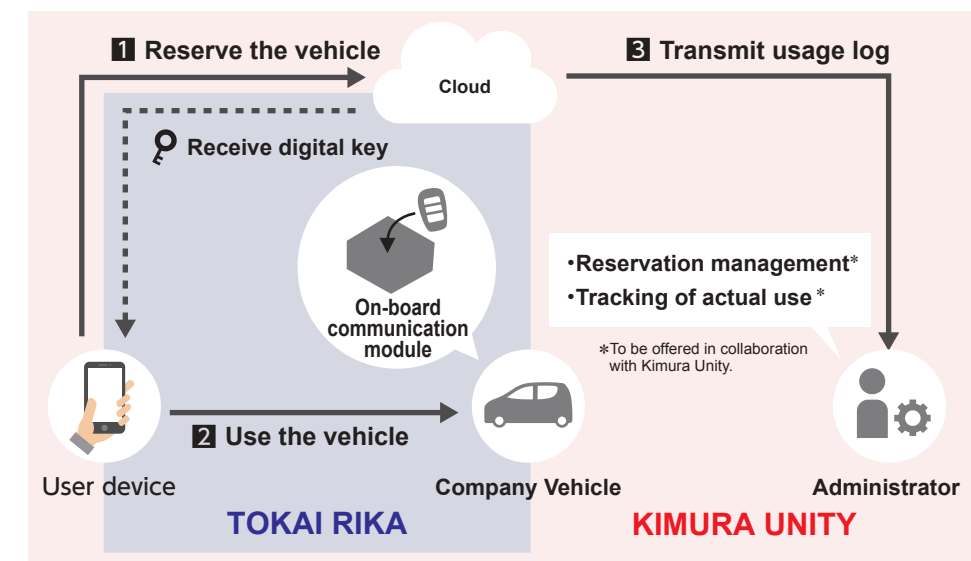 1 Reserve the vehicle
Cloud
3 Transmit usage log
Receive digital key
On-board
communication
module
•Reservation management*
•Tracking of actual use *
*To be offered in collaboration
with Kimura Unity.
2 Use the vehicle
User device
Company Vehicle
Administrator
TOKAI RIKA
KIMURA UNITY